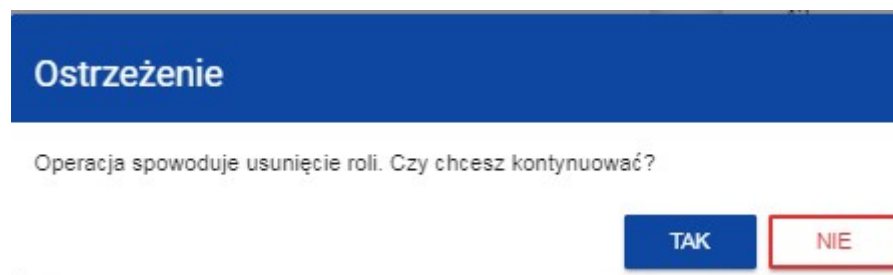 Ostrzeżenie
Operacja spowoduje usunięcie roli. Czy chcesz kontynuować?
TAK NIE